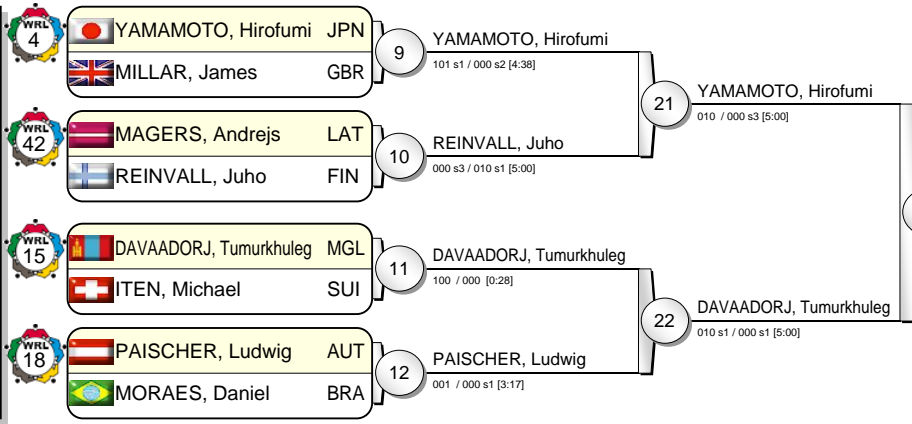 WRL
4
YAMAMOTO, Hirofumi JPN
MILLAR, James GBR
9
YAMAMOTO, Hirofumi
101 s1 / 000 s2 [4:38]
WRL
42
MAGERS, Andrejs LAT
REINVALL, Juho FIN
10
REINVALL, Juho
000 s3 / 010 s1 [5:00]
21
YAMAMOTO, Hirofumi
010 / 000 s3 [5:00]
WRL
15
DAVAADORJ, Tumurkhuleg MGL
ITEN, Michael SUI
11
DAVAADORJ, Tumurkhuleg
100 / 000 [0:28]
WRL
18
PAISCHER, Ludwig AUT
MORAES, Daniel BRA
12
PAISCHER, Ludwig
001 / 000 s1 [3:17]
22
DAVAADORJ, Tumurkhuleg
010 s1 / 000 s1 [5:00]